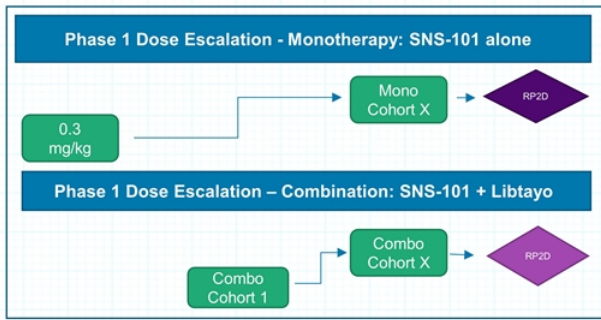 Phase 1 Dose Escalation - Monotherapy: SNS-101 alone
Mono
Cohort X
RP2D
0.3
mg/kg
Phase 1 Dose Escalation – Combination: SNS-101 + Libtayo
Combo
Cohort X
RP2D
Combo
Cohort 1